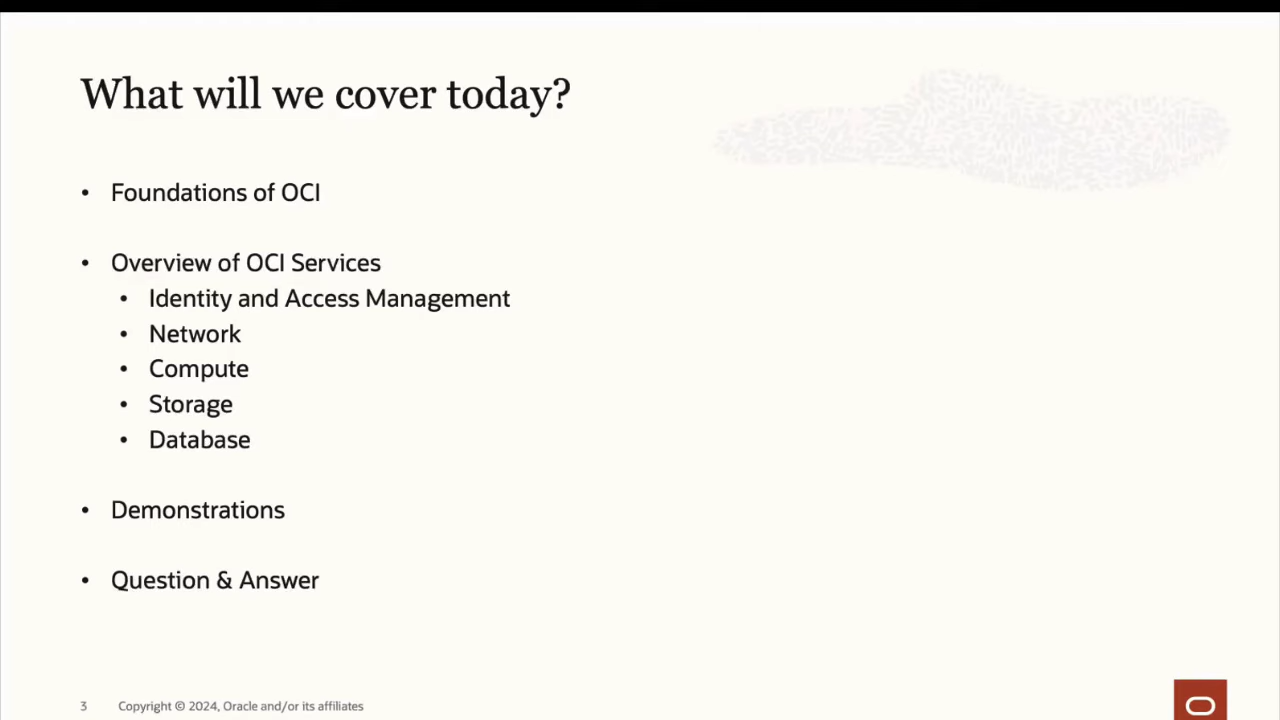 What will we cover today?
• Foundations of OCI
• Overview of OCI Services
• Identity and Access Management
• Network
• Compute
• Storage
• Database
• Demonstrations
• Question & Answer
3 Copyright © 2024, Oracle and/or its affiliates